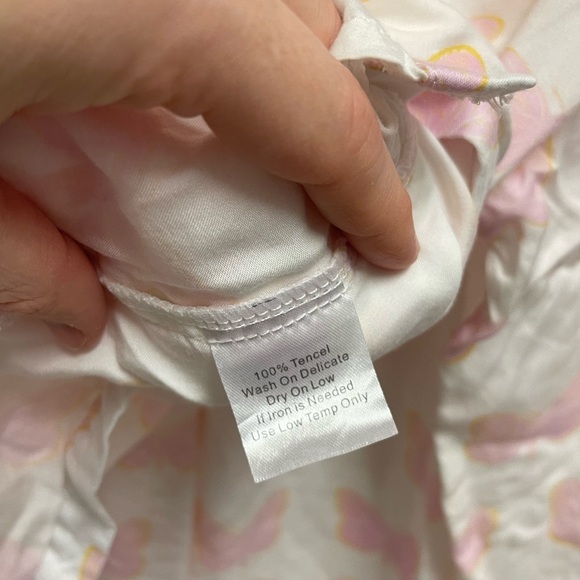 100% Tencel
Wash On Delicate
Dry On Low
If Iron is Needed
Use Low Temp Only